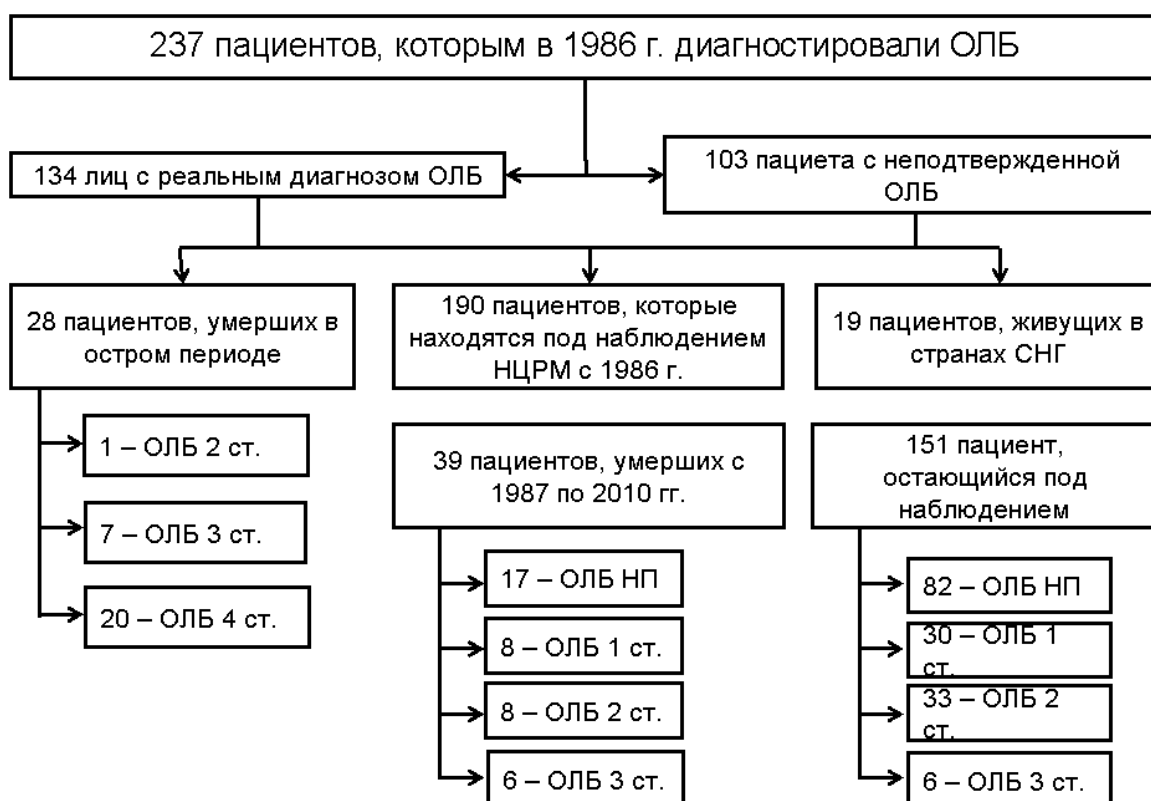 237 пациентов, которым в 1986 г. диагностировали ОЛБ
134 лиц с реальным диагнозом ОЛБ
103 пациета с неподтвержденной
ОЛБ
28 пациентов, умерших в
остром периоде
190 пациентов, которые
находятся под наблюдением
НЦРМ с 1986 г.
19 пациентов, живущих в
странах СНГ
1 – ОЛБ 2 ст.
7 – ОЛБ 3 ст.
20 – ОЛБ 4 ст.
39 пациентов, умерших с
1987 по 2010 гг.
17 – ОЛБ НП
8 – ОЛБ 1 ст.
8 – ОЛБ 2 ст.
6 – ОЛБ 3 ст.
151 пациент,
остающийся под
наблюдением
82 – ОЛБ НП
30 – ОЛБ 1
ст.
33 – ОЛБ 2
ст.
6 – ОЛБ 3 ст.